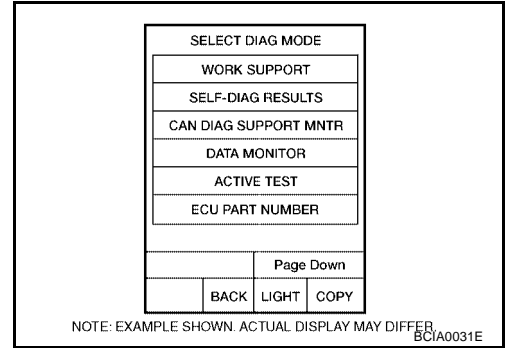 SELECT DIAG MODE
WORK SUPPORT
SELF-DIAG RESULTS
CAN DIAG SUPPORT MNTR
DATA MONITOR
ACTIVE TEST
ECU PART NUMBER
Page Down
BACK LIGHT COPY
NOTE: EXAMPLE SHOWN. ACTUAL DISPLAY MAY DIFFER.
BCIA0031E